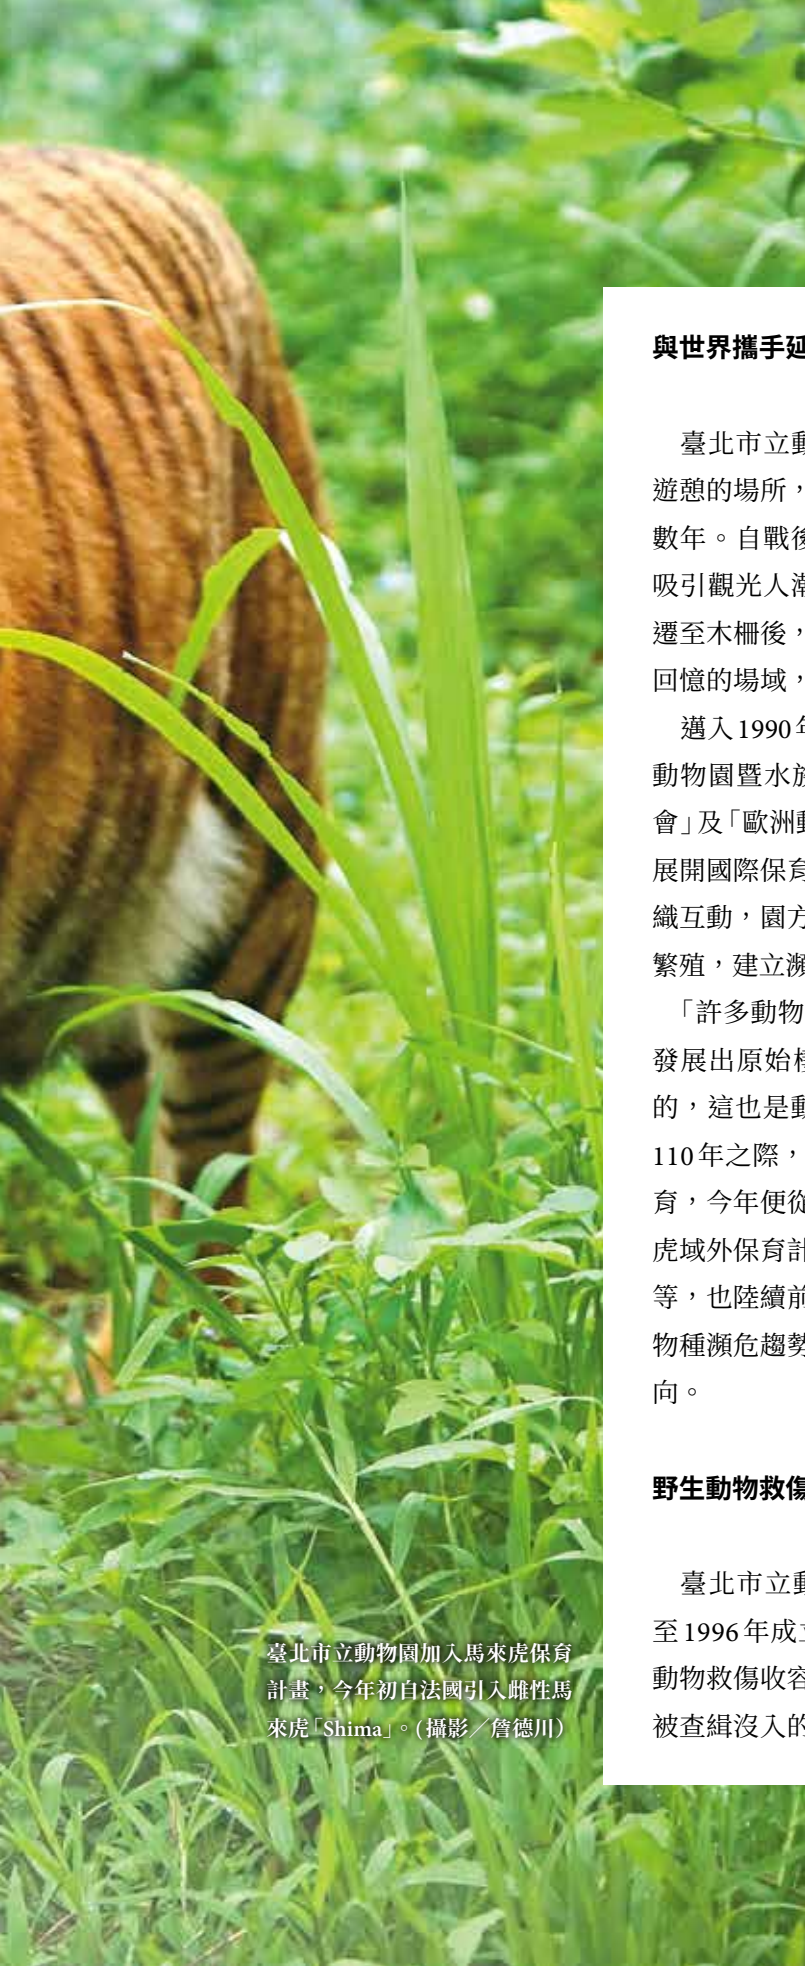 與世界攜手延
臺北市立動
遊憩的場所，
數年。自戰後
吸引觀光人潮
遷至木柵後，
回憶的場域，
邁入1990年
動物園暨水族
會」及「歐洲動
展開國際保育
織互動，園方
繁殖，建立瀕
「許多動物
發展出原始棲
的，這也是動
110年之際，
育，今年便從
虎域外保育計
等，也陸續前
物種瀕危趨勢
向。
野生動物救傷
臺北市立動
至1996年成立
動物救傷收容
被查緝沒入的
臺北市立動物園加入馬來虎保育
計畫，今年初自法國引入雌性馬
來虎「Shima」。(攝影／詹德川)